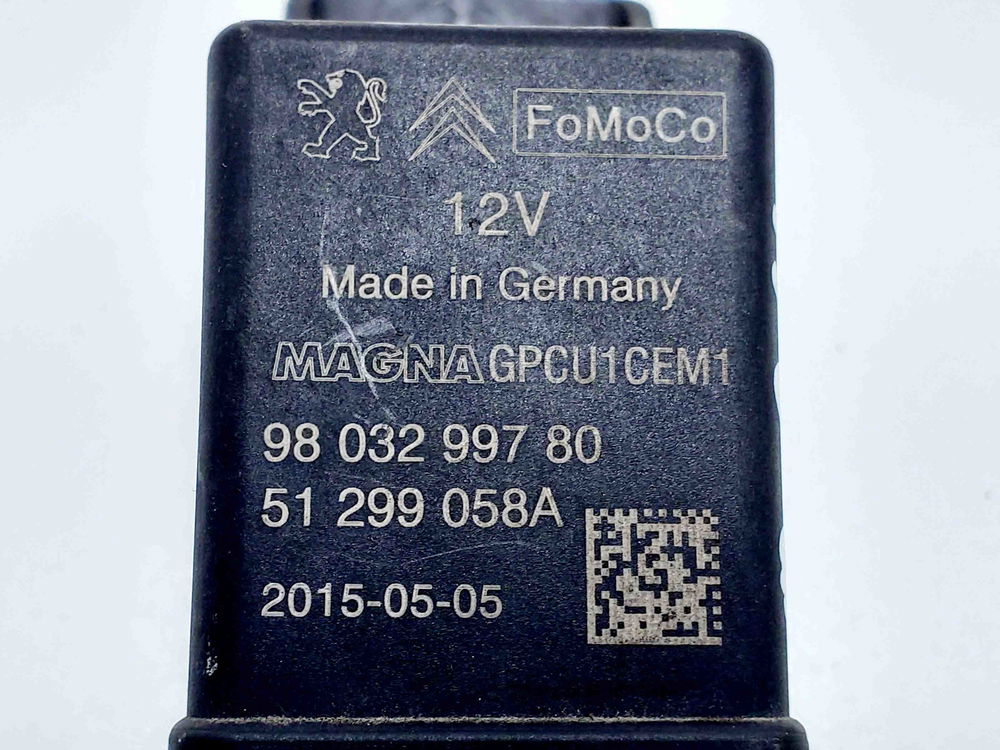 FoMoCo
12V
Made in Germany
MAGNA GPCU1CEM1
98 032 997 80
51 299 058A
2015-05-05